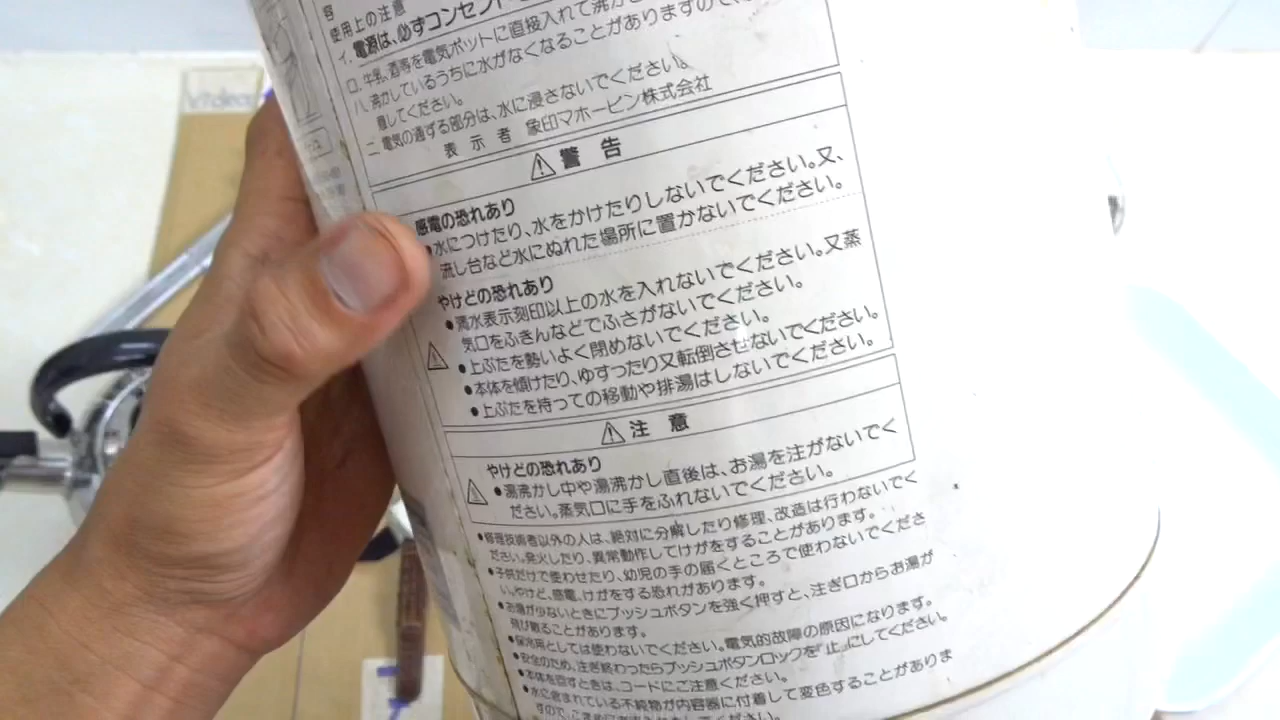 容
使用上の注意
イ. 電源は、必ずコンセント
ロ. 牛乳、酒等を電気ポットに直接入れて沸か
ハ. 沸かしているうちに水がなくなることがありますので、
意してください。
ニ. 電気の通ずる部分は、水に浸さないでください。
表 示 者 象印マホービン株式会社
警 告
感電の恐れあり
●水につけたり、水をかけたりしないでください。又、
流し台など水にぬれた場所に置かないでください。
やけどの恐れあり
●満水表示刻印以上の水を入れないでください。又蒸
気口をふきんなどでふさがないでください。
●上ぶたを勢いよく閉めないでください。
●本体を傾けたり、ゆすったり又転倒させないでください。
●上ぶたを持っての移動や排湯はしないでください。
注 意
やけどの恐れあり
●湯沸かし中や湯沸かし直後は、お湯を注がないでく
ださい。蒸気口に手をふれないでください。
●修理技術者以外の人は、絶対に分解したり修理、改造は行わないでく
ださい。発火したり、異常動作してけがをすることがあります。
●子供だけで使わせたり、幼児の手の届くところで使わないでくださ
い。やけど、感電、けがをする恐れがあります。
●お湯が少ないときにプッシュボタンを強く押すと、注ぎ口からお湯が
飛び散ることがあります。
●保冷用としては使わないでください。電気的故障の原因になります。
●安全のため、注ぎ終わったらプッシュボタンロックを"止"にしてください。
●本体を回すときは、コードにご注意ください。
●水に含まれている不純物が内容器に付着して変色することがありま
すので、